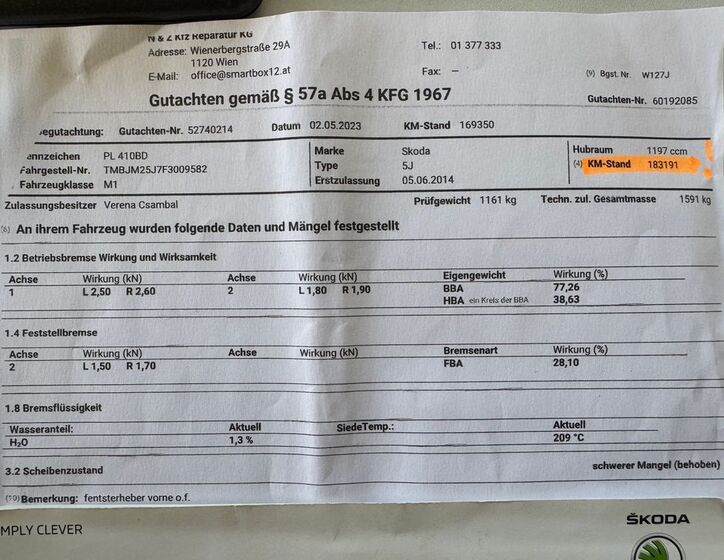 N & Z Kfz Reparatur KG
Adresse: Wienerbergstraße 29A
1120 Wien
E-Mail: office@smartbox12.at
Tel.: 01 377 333
Fax: –
(9) Bgst. Nr. W127J
Gutachten gemäß § 57a Abs 4 KFG 1967
Gutachten-Nr. 60192085
egutachtung: Gutachten-Nr. 52740214 Datum 02.05.2023 KM-Stand 169350
ennzeichen PL 410BD
Fahrgestell-Nr. TMBJM25J7F3009582
Fahrzeugklasse M1
Marke Skoda
Type 5J
Erstzulassung 05.06.2014
Hubraum 1197 ccm
(4) KM-Stand 183191
Zulassungsbesitzer Verena Csambal Prüfgewicht 1161 kg Techn. zul. Gesamtmasse 1591 kg
(6) An ihrem Fahrzeug wurden folgende Daten und Mängel festgestellt
1.2 Betriebsbremse Wirkung und Wirksamkeit
Achse Wirkung (kN) Achse Wirkung (kN) Eigengewicht Wirkung (%)
1 L 2,50 R 2,60 2 L 1,80 R 1,90 BBA 77,26
HBA ein Kreis der BBA 38,63
1.4 Feststellbremse
Achse Wirkung (kN) Achse Wirkung (kN) Bremsenart Wirkung (%)
2 L 1,50 R 1,70 FBA 28,10
1.8 Bremsflüssigkeit
Wasseranteil: Aktuell SiedeTemp.: Aktuell
H₂O 1,3 % 209 °C
3.2 Scheibenzustand schwerer Mangel (behoben)
(10) Bemerkung: fentsterheber vorne o.f.
MPLY CLEVER
ŠKODA